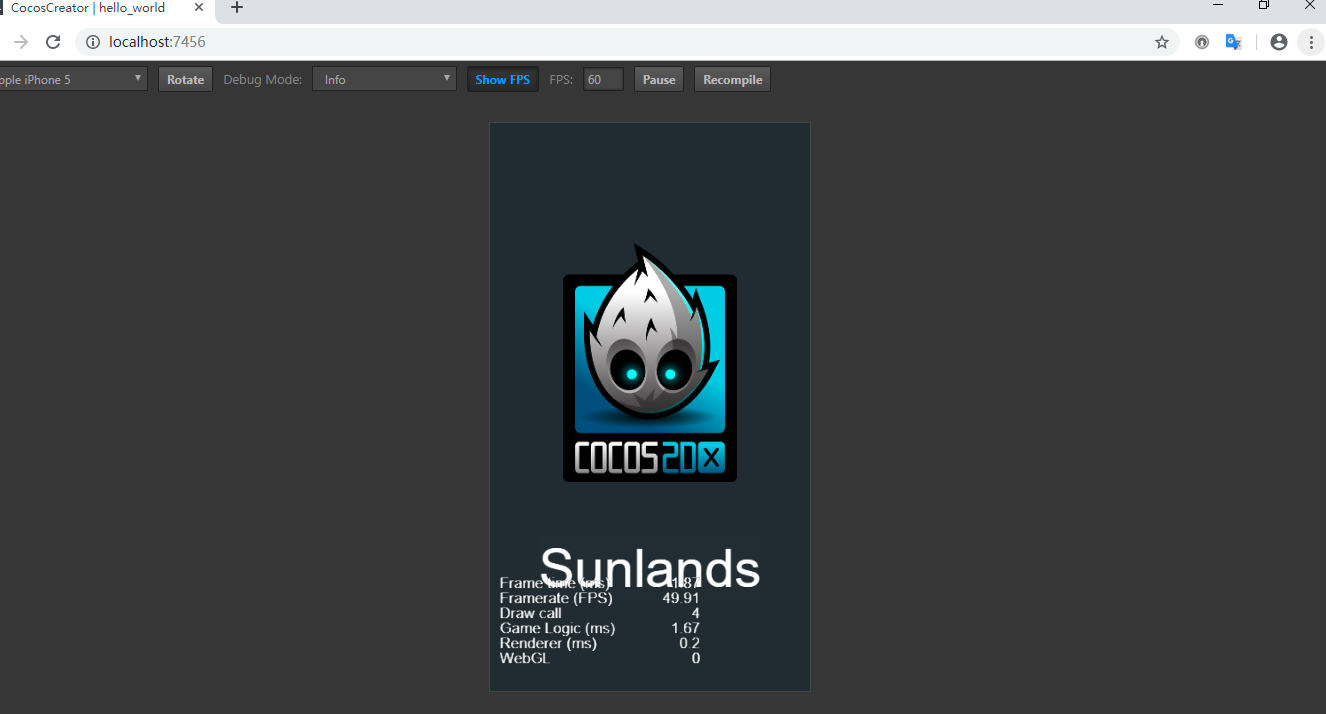 CocosCreator | hello_world
localhost:7456
pple iPhone 5 Rotate Debug Mode: Info Show FPS FPS: 60 Pause Recompile
COCOS2DX
Sunlands
Frame time (ms) 1.87
Framerate (FPS) 49.91
Draw call 4
Game Logic (ms) 1.67
Renderer (ms) 0.2
WebGL 0